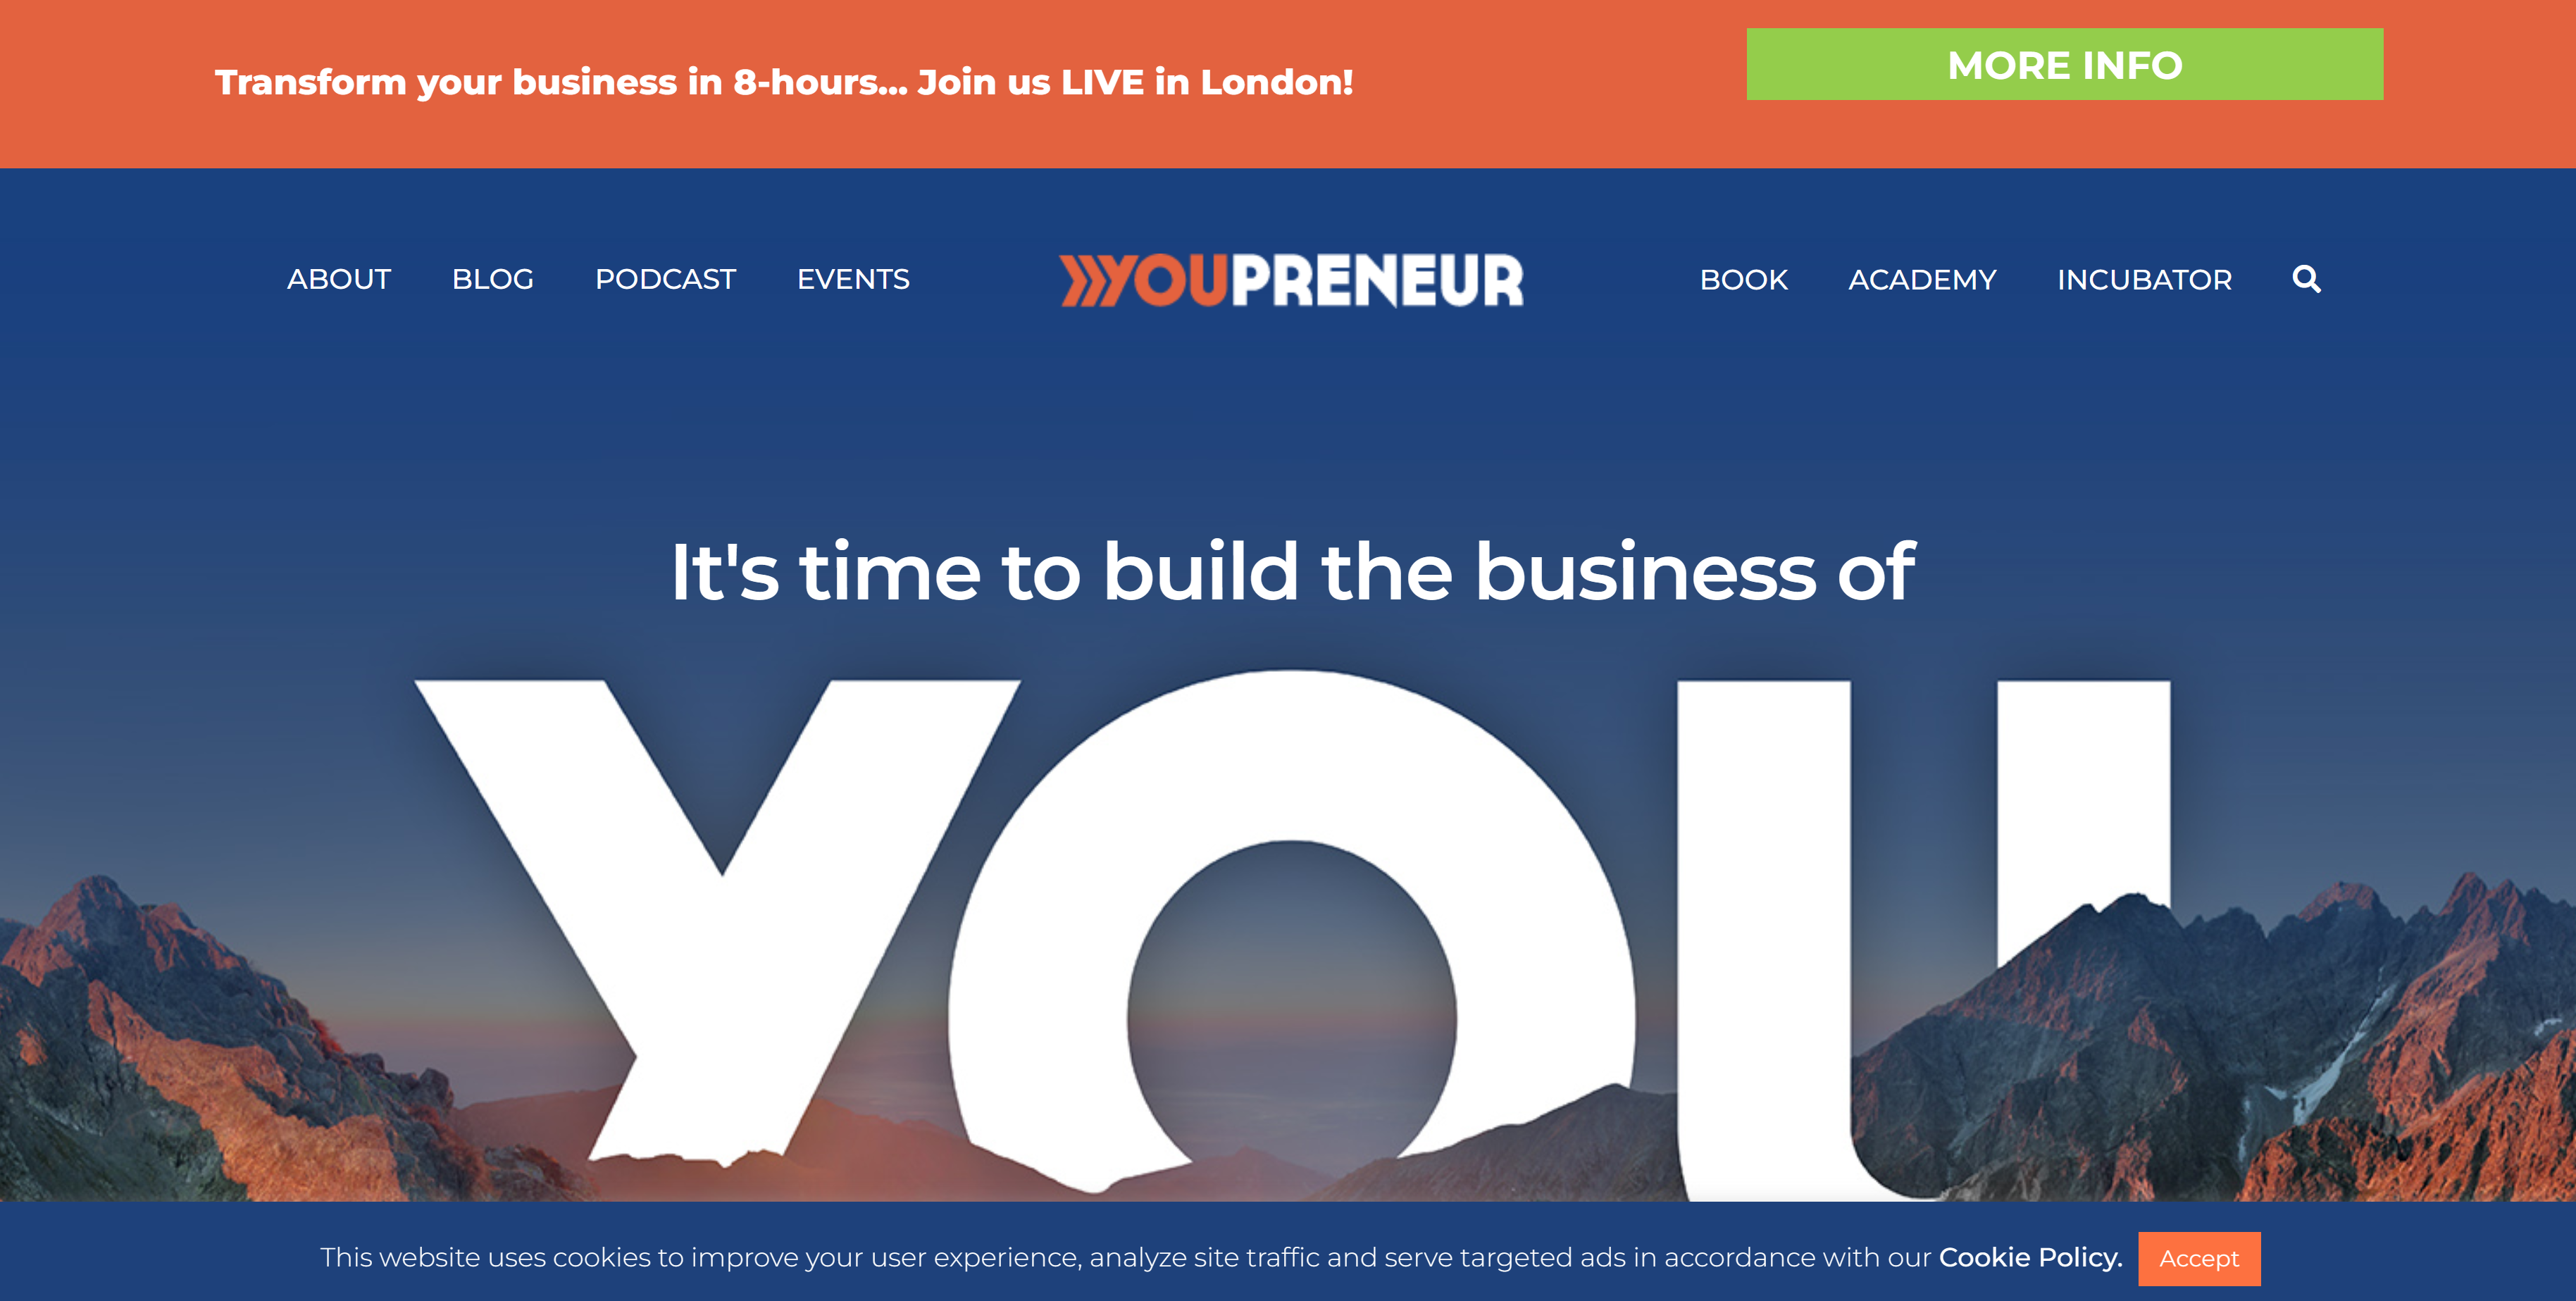 Transform your business in 8-hours... Join us LIVE in London!
MORE INFO
ABOUT BLOG PODCAST EVENTS YOUPRENEUR BOOK ACADEMY INCUBATOR
It's time to build the business of
YOU
This website uses cookies to improve your user experience, analyze site traffic and serve targeted ads in accordance with our Cookie Policy. Accept